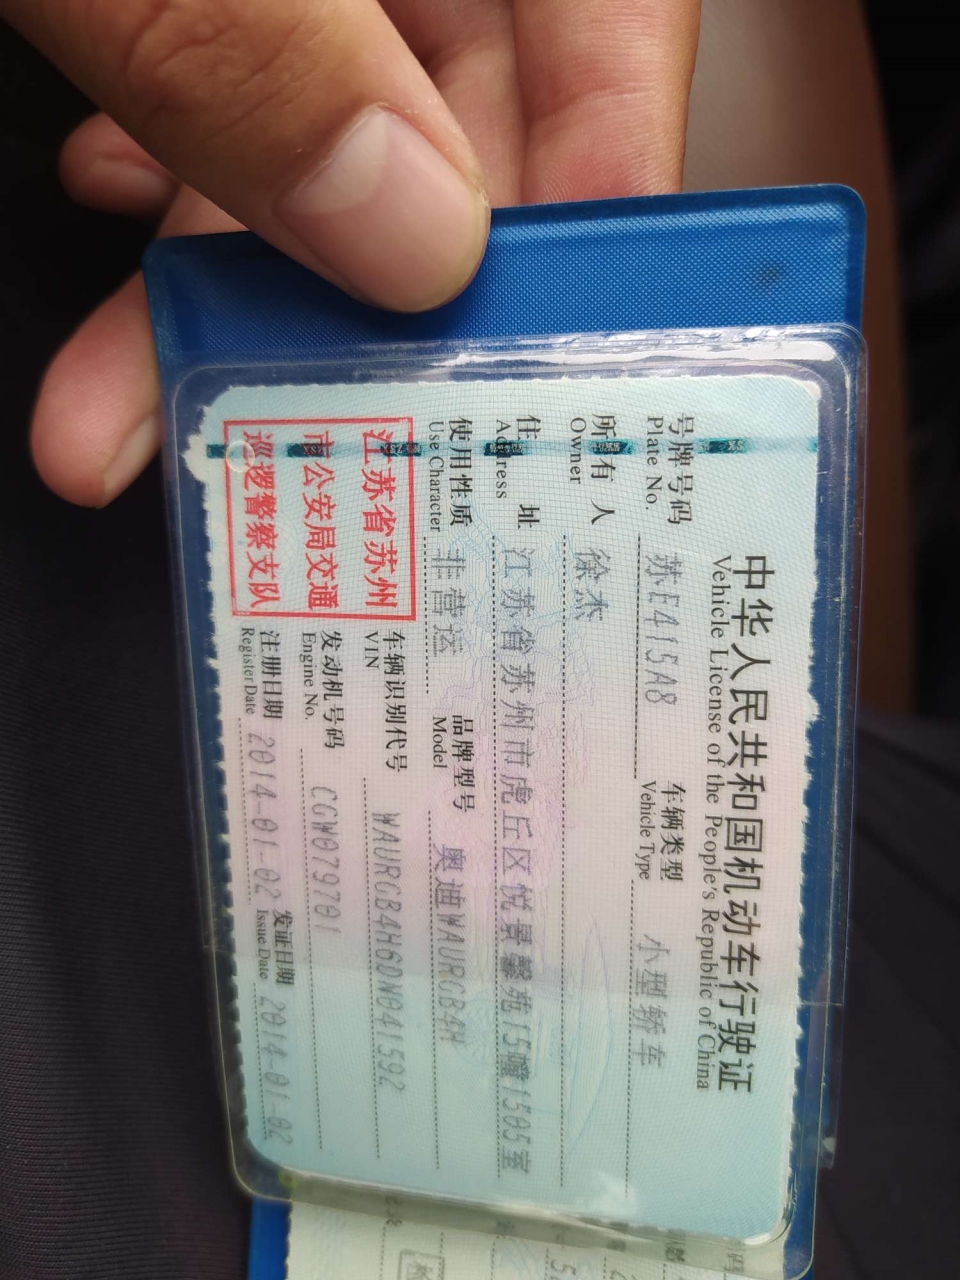 中华人民共和国机动车行驶证
Vehicle License of the People's Republic of China
号牌号码 苏E415A8 车辆类型 小型轿车
Plate No. Vehicle Type
所有人 徐杰
Owner
住址 江苏省苏州市虎丘区悦景馨苑15幢1505室
Address
使用性质 非营运 品牌型号 奥迪WAURGB4H
Use Character Model
江苏省苏州
市公安局交通
巡逻警察支队
车辆识别代号 WAURGB4H6DN041592
VIN
发动机号码 CGW079701
Engine No.
注册日期 2014-01-02 发证日期 2014-01-02
Register Date Issue Date